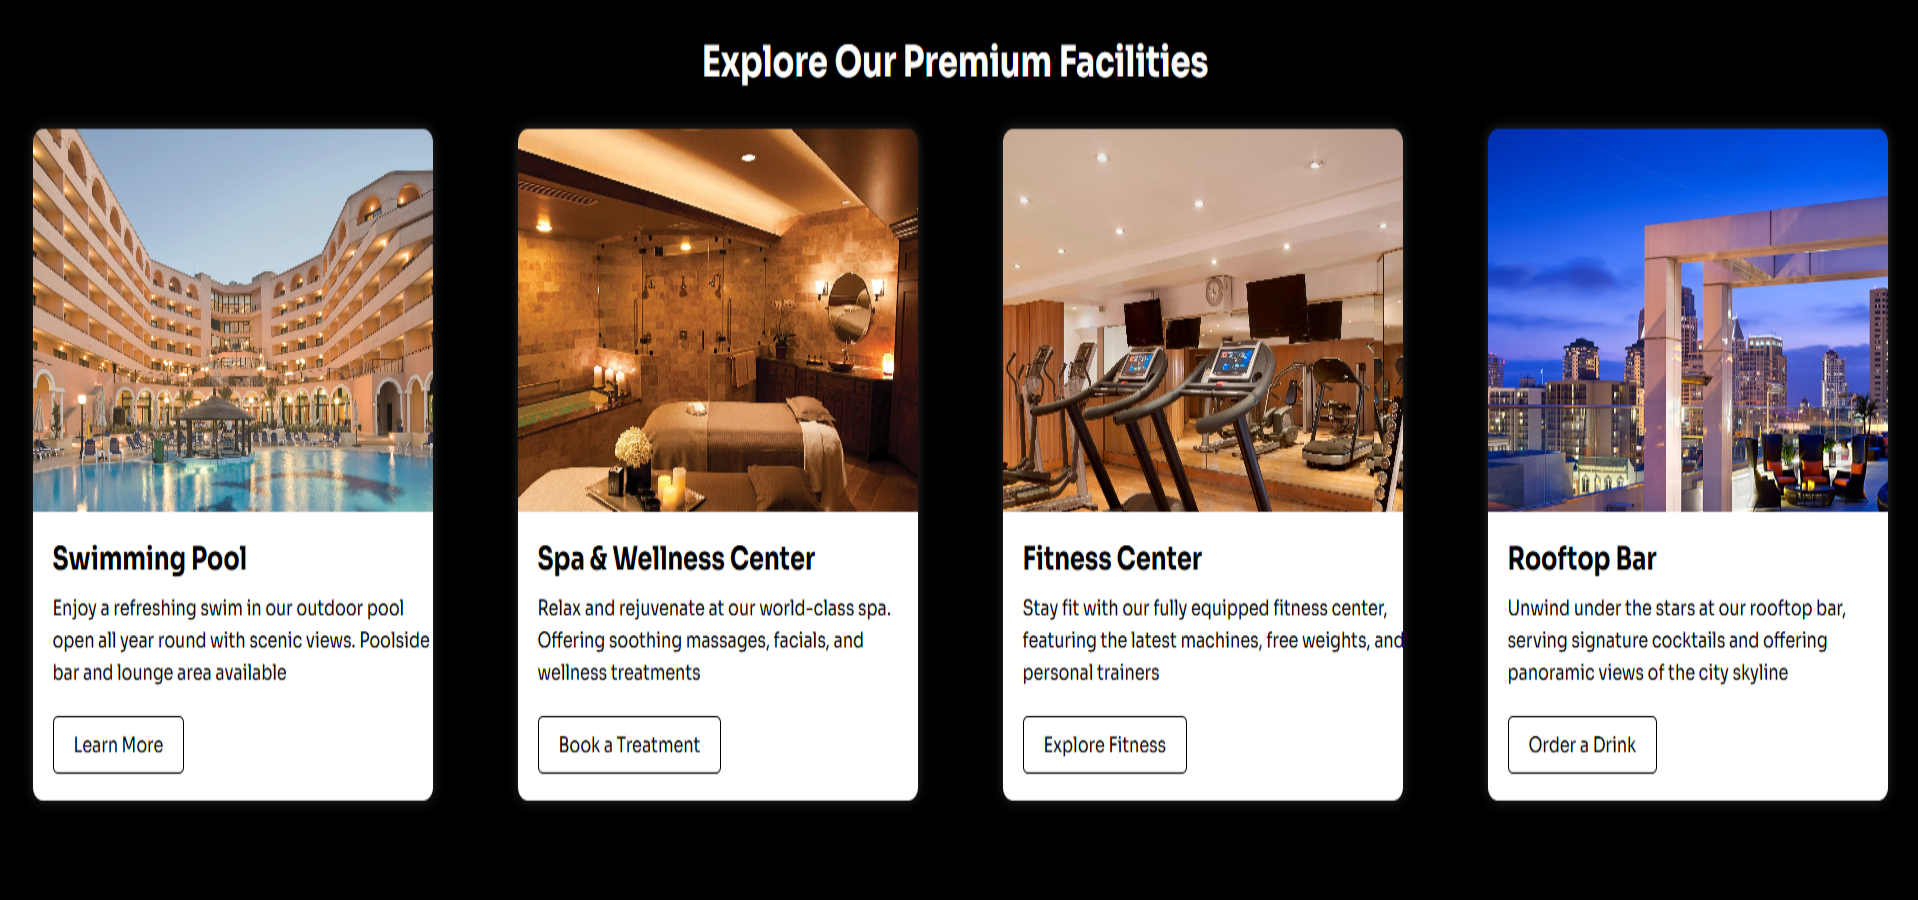 Explore Our Premium Facilities
Swimming Pool
Enjoy a refreshing swim in our outdoor pool
open all year round with scenic views. Poolside
bar and lounge area available
Learn More
Spa & Wellness Center
Relax and rejuvenate at our world-class spa.
Offering soothing massages, facials, and
wellness treatments
Book a Treatment
Fitness Center
Stay fit with our fully equipped fitness center,
featuring the latest machines, free weights, and
personal trainers
Explore Fitness
Rooftop Bar
Unwind under the stars at our rooftop bar,
serving signature cocktails and offering
panoramic views of the city skyline
Order a Drink